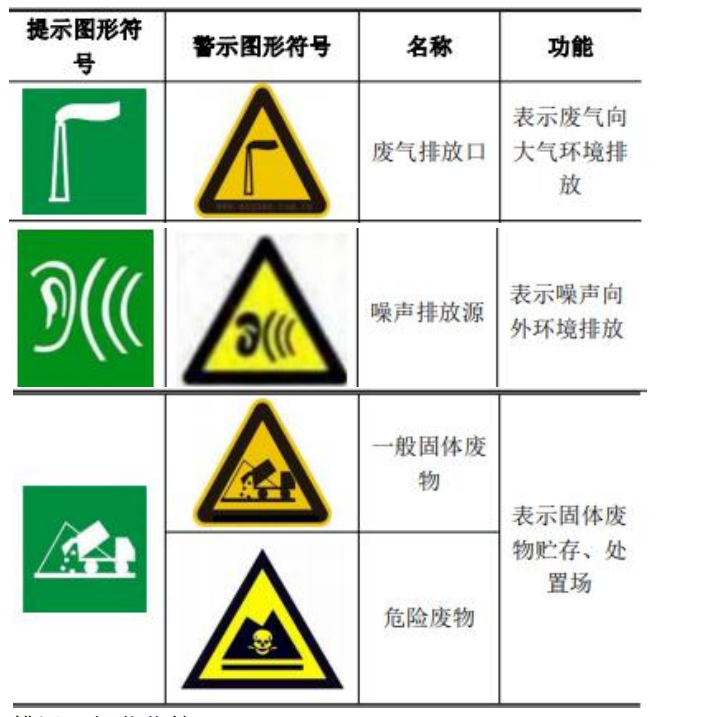 提示图形符
号
警示图形符号
名称
功能
废气排放口
表示废气向
大气环境排
放
噪声排放源
表示噪声向
外环境排放
一般固体废
物
表示固体废
物贮存、处
置场
危险废物